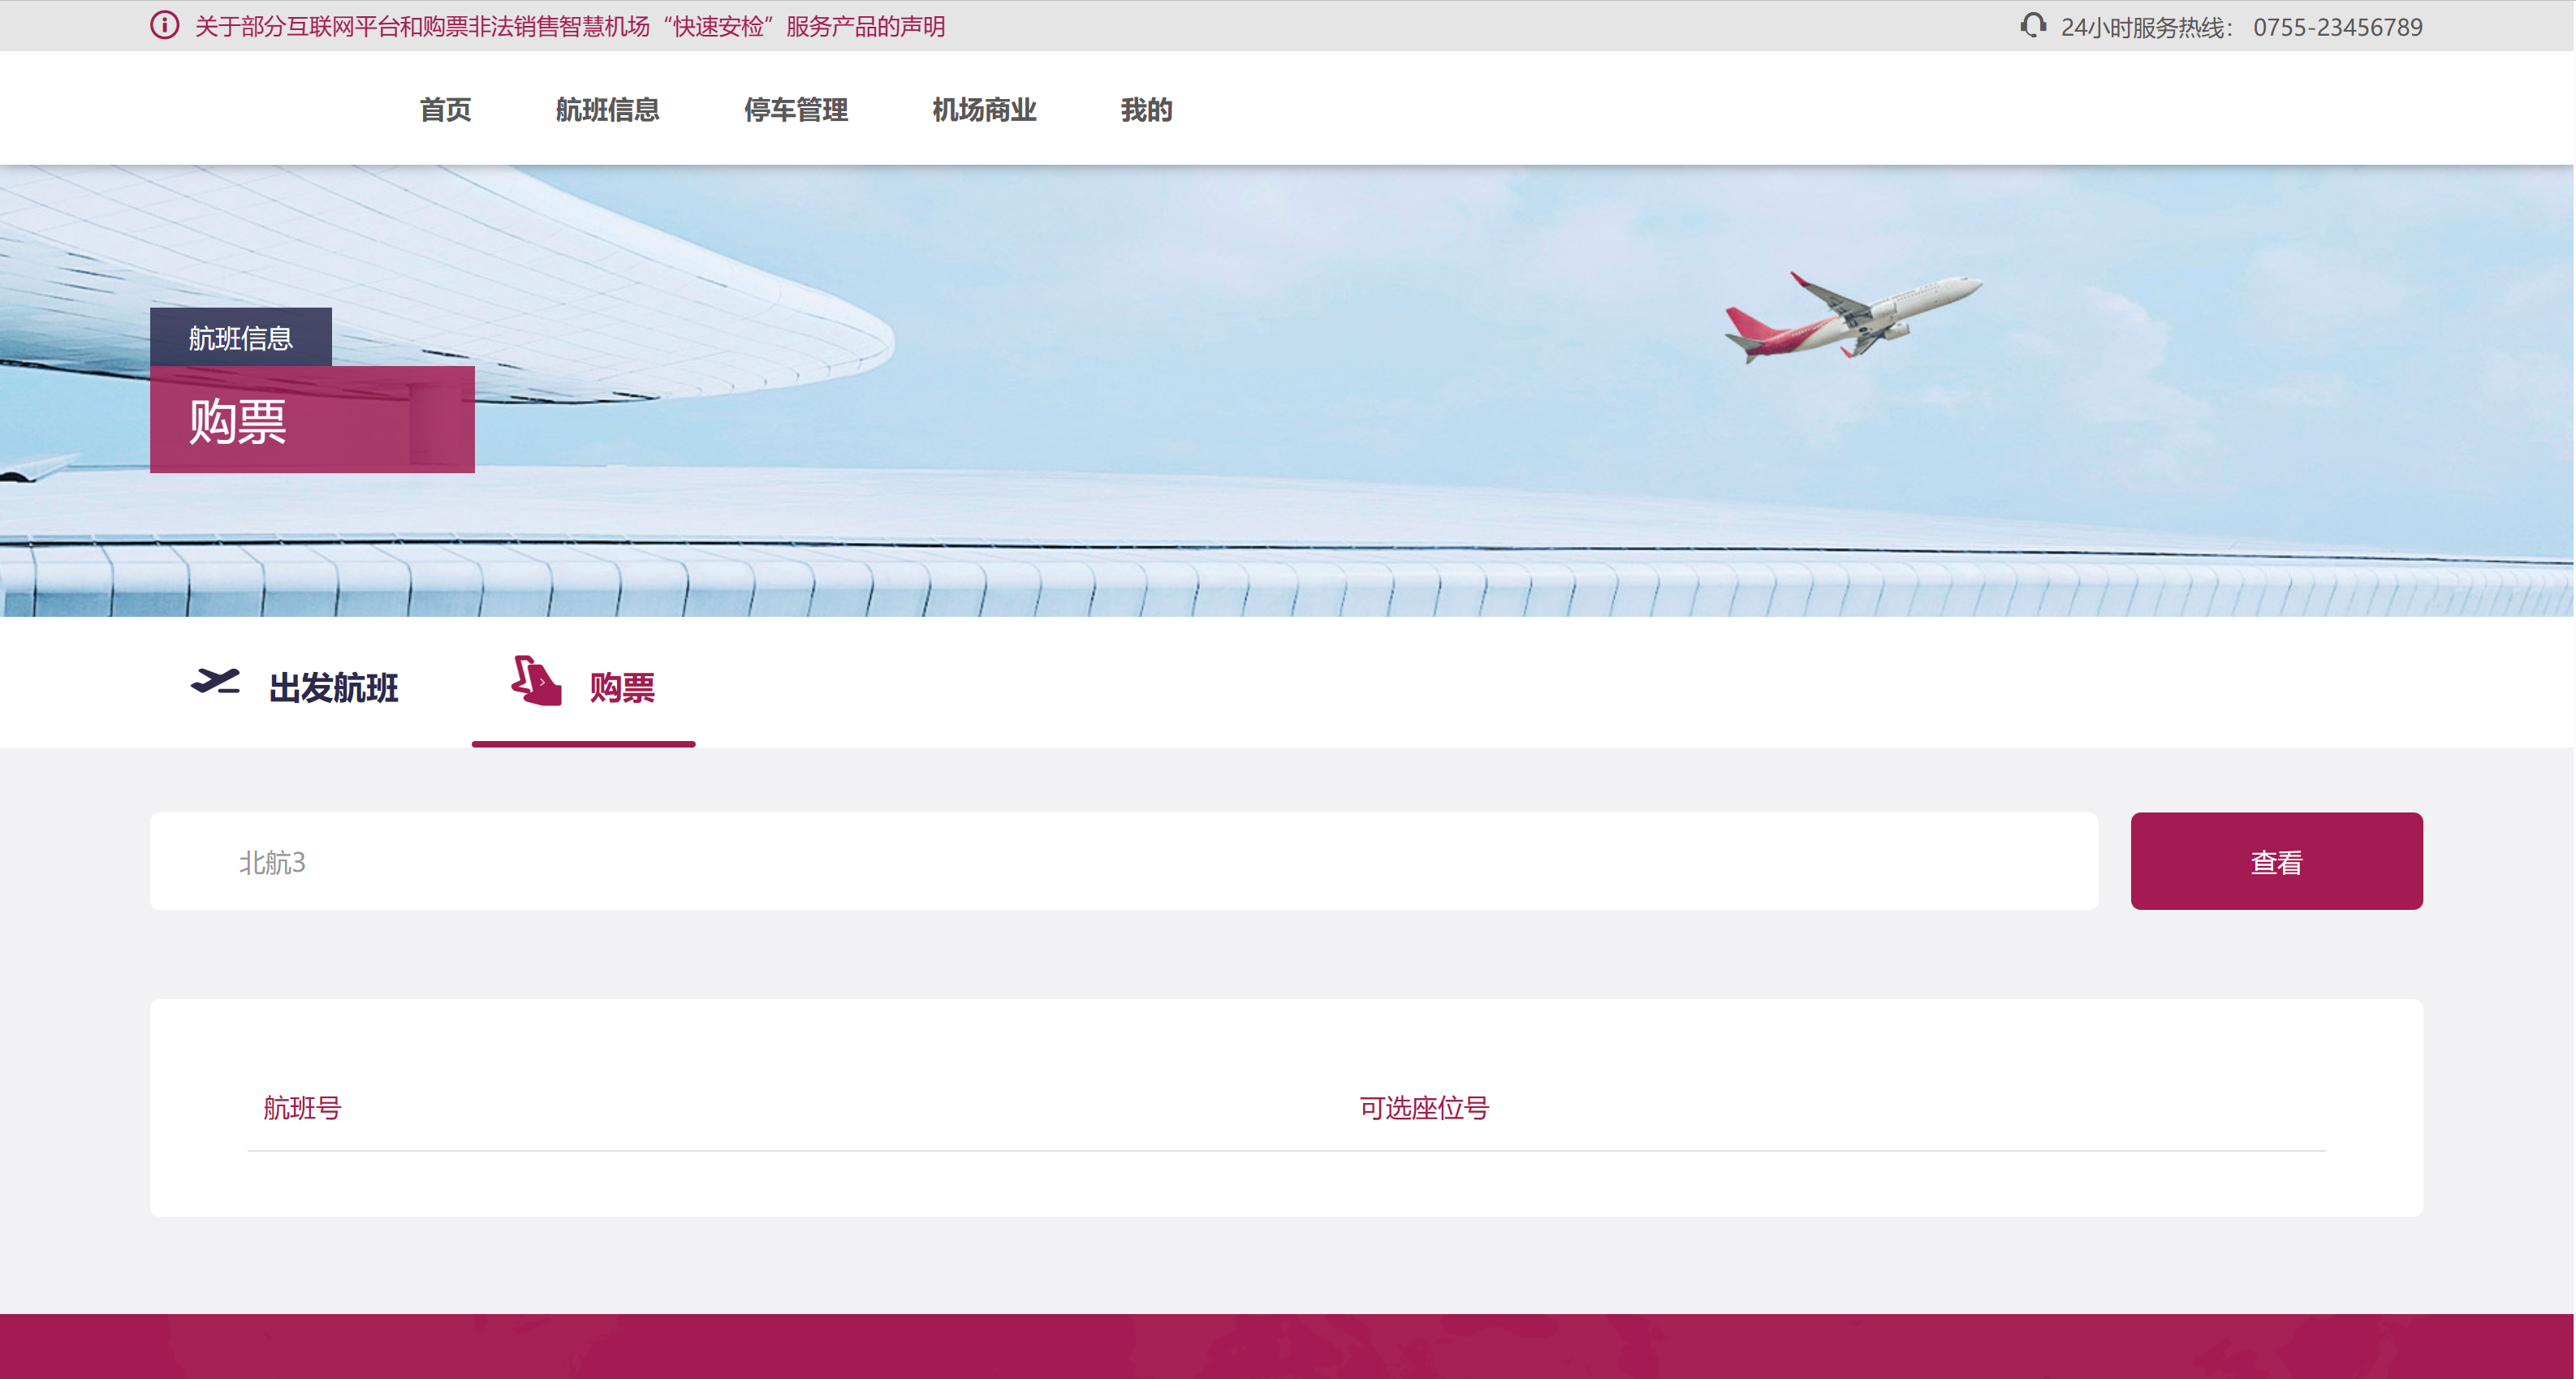 关于部分互联网平台和购票非法销售智慧机场“快速安检”服务产品的声明
24小时服务热线： 0755-23456789
首页 航班信息 停车管理 机场商业 我的
航班信息
购票
出发航班 购票
北航3 查看
航班号 可选座位号